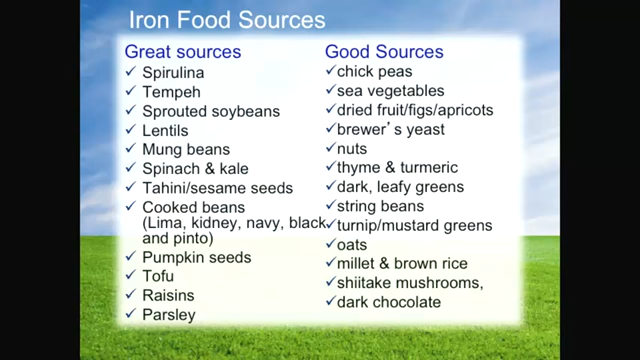 Iron Food Sources
Great sources
Spirulina
Tempeh
Sprouted soybeans
Lentils
Mung beans
Spinach & kale
Tahini/sesame seeds
Cooked beans
(Lima, kidney, navy, black
and pinto)
Pumpkin seeds
Tofu
Raisins
Parsley
Good Sources
chick peas
sea vegetables
dried fruit/figs/apricots
brewer's yeast
nuts
thyme & turmeric
dark, leafy greens
string beans
turnip/mustard greens
oats
millet & brown rice
shiitake mushrooms,
dark chocolate